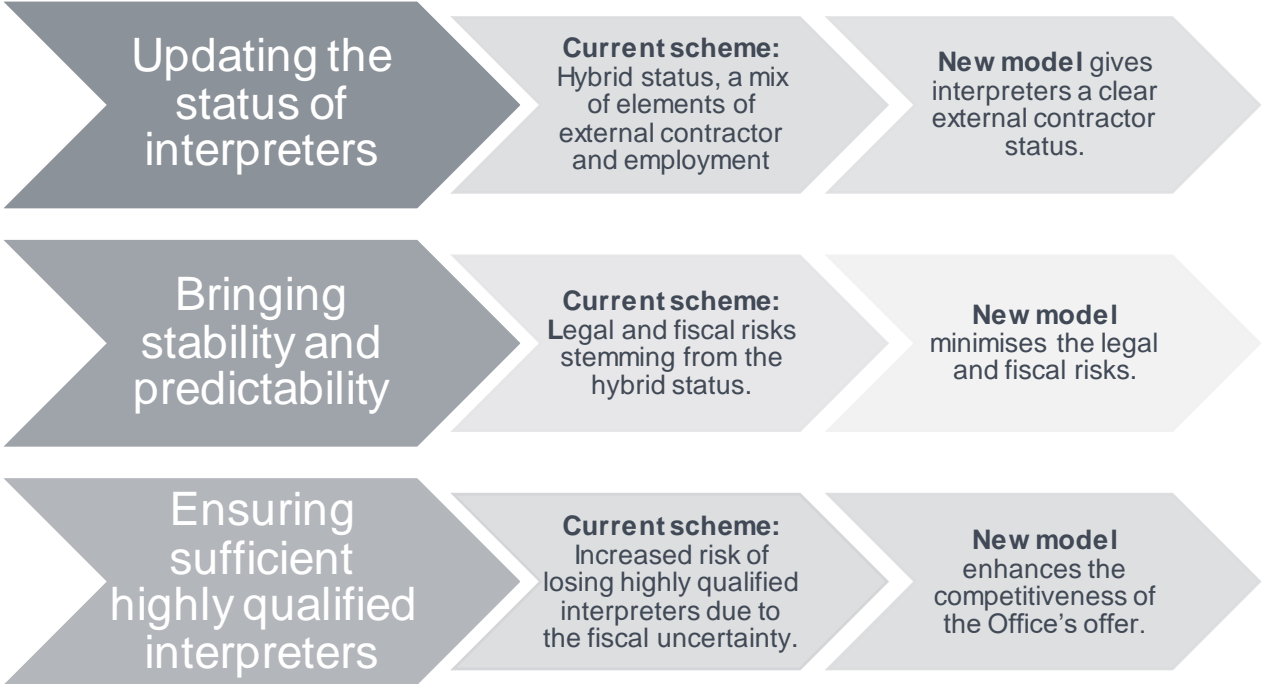 Updating the
status of
interpreters
Current scheme:
Hybrid status, a mix
of elements of
external contractor
and employment
New model gives
interpreters a clear
external contractor
status.
Bringing
stability and
predictability
Current scheme:
Legal and fiscal risks
stemming from the
hybrid status.
New model
minimises the legal
and fiscal risks.
Ensuring
sufficient
highly qualified
interpreters
Current scheme:
Increased risk of
losing highly qualified
interpreters due to
the fiscal uncertainty.
New model
enhances the
competitiveness of
the Office's offer.